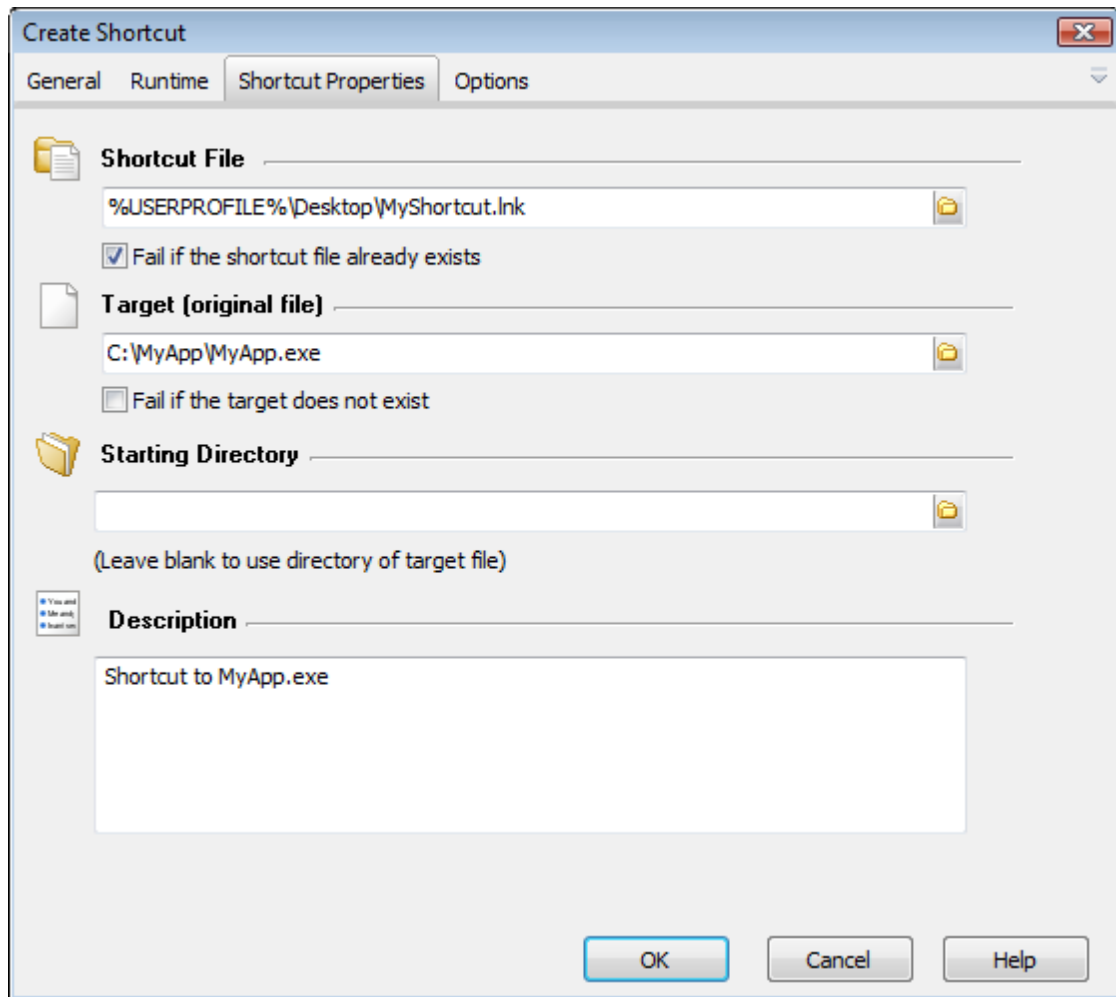 Create Shortcut
General Runtime Shortcut Properties Options
Shortcut File
%USERPROFILE%\Desktop\MyShortcut.lnk
Fail if the shortcut file already exists
Target (original file)
C:\MyApp\MyApp.exe
Fail if the target does not exist
Starting Directory
(Leave blank to use directory of target file)
Description
Shortcut to MyApp.exe
OK Cancel Help